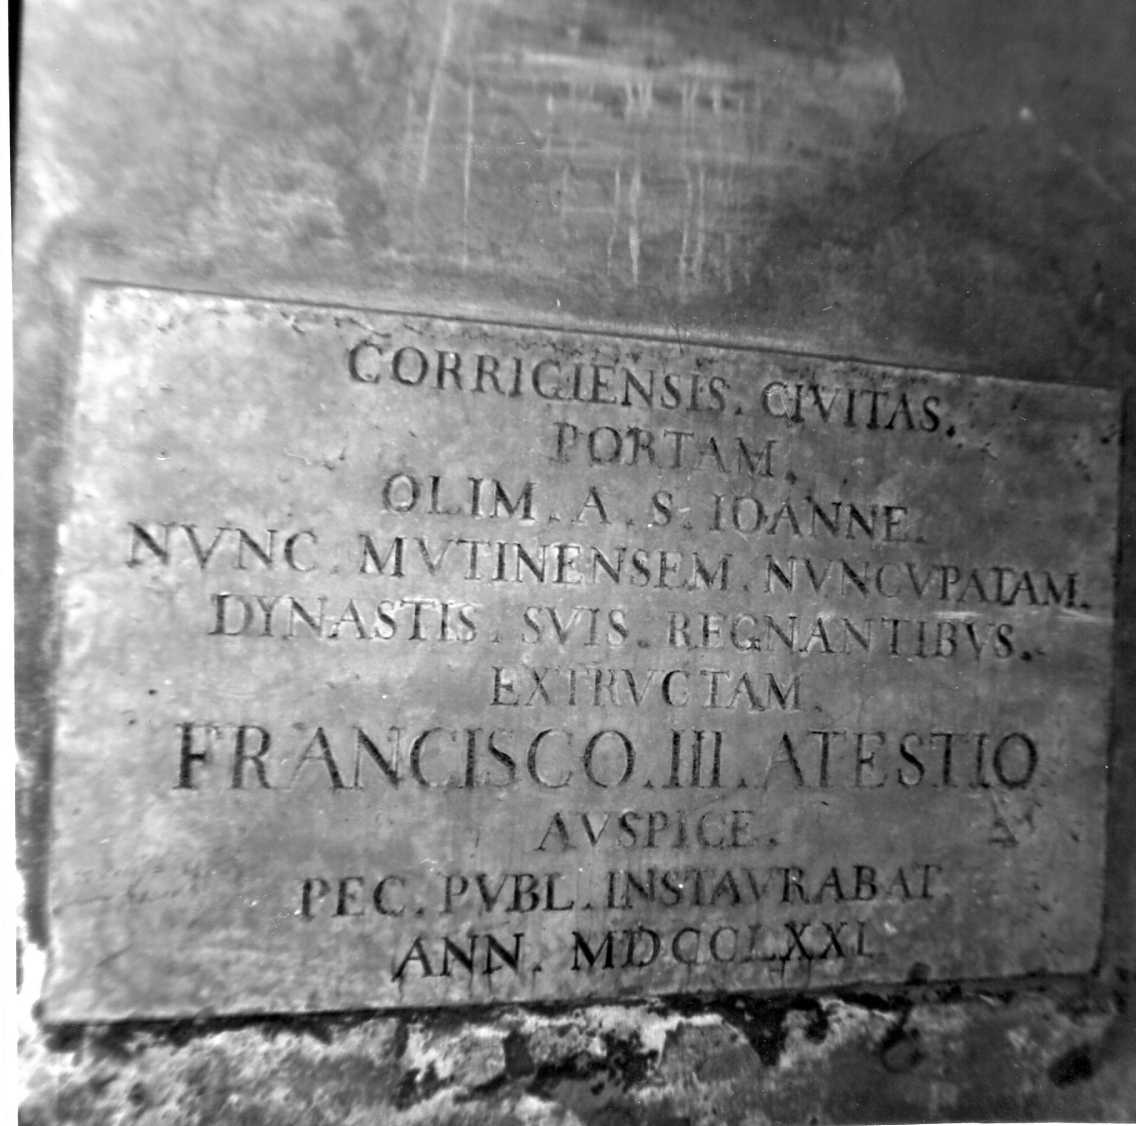 CORRIGIENSIS. CIVITAS.
PORTAM.
OLIM. A. S. IOANNE.
NVNC. MVTINENSEM. NVNCVPATAM.
DYNASTIS. SVIS. REGNANTIBVS.
EXTRVCTAM.
FRANCISCO. III. ATESTIO.
AVSPICE.
PEC. PVBL. INSTAVRABAT
ANN. MDCCLXXI